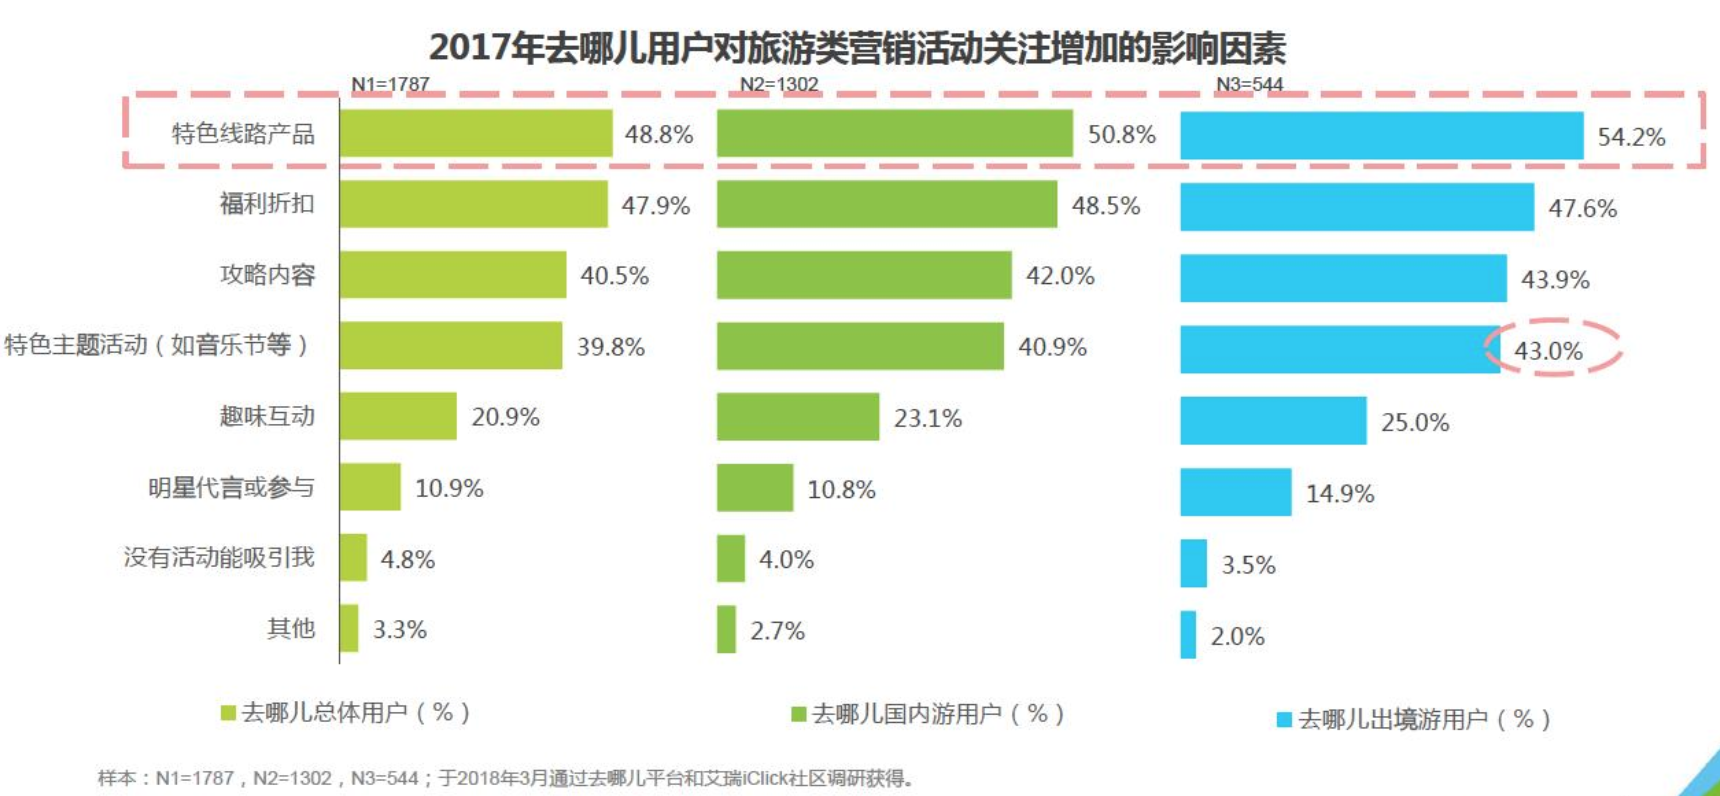 2017年去哪儿用户对旅游类营销活动关注增加的影响因素
N1=1787 N2=1302 N3=544
特色线路产品 48.8% 50.8% 54.2%
福利折扣 47.9% 48.5% 47.6%
攻略内容 40.5% 42.0% 43.9%
特色主题活动（如音乐节等） 39.8% 40.9% 43.0%
趣味互动 20.9% 23.1% 25.0%
明星代言或参与 10.9% 10.8% 14.9%
没有活动能吸引我 4.8% 4.0% 3.5%
其他 3.3% 2.7% 2.0%
去哪儿总体用户（%） 去哪儿国内游用户（%） 去哪儿出境游用户（%）
样本：N1=1787，N2=1302，N3=544；于2018年3月通过去哪儿平台和艾瑞iClick社区调研获得。